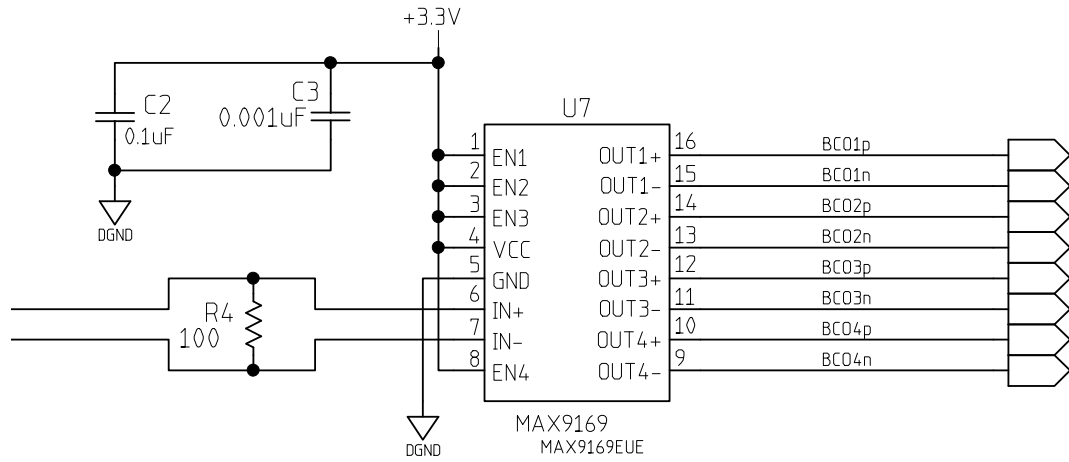 +3.3V
C2
0.1uF
C3
0.001uF
U7
1 EN1 OUT1+ 16 BCO1p
2 EN2 OUT1- 15 BCO1n
3 EN3 OUT2+ 14 BCO2p
4 VCC OUT2- 13 BCO2n
5 GND OUT3+ 12 BCO3p
6 IN+ OUT3- 11 BCO3n
7 IN- OUT4+ 10 BCO4p
8 EN4 OUT4- 9 BCO4n
DGND
R4
100
DGND
MAX9169
MAX9169EUE